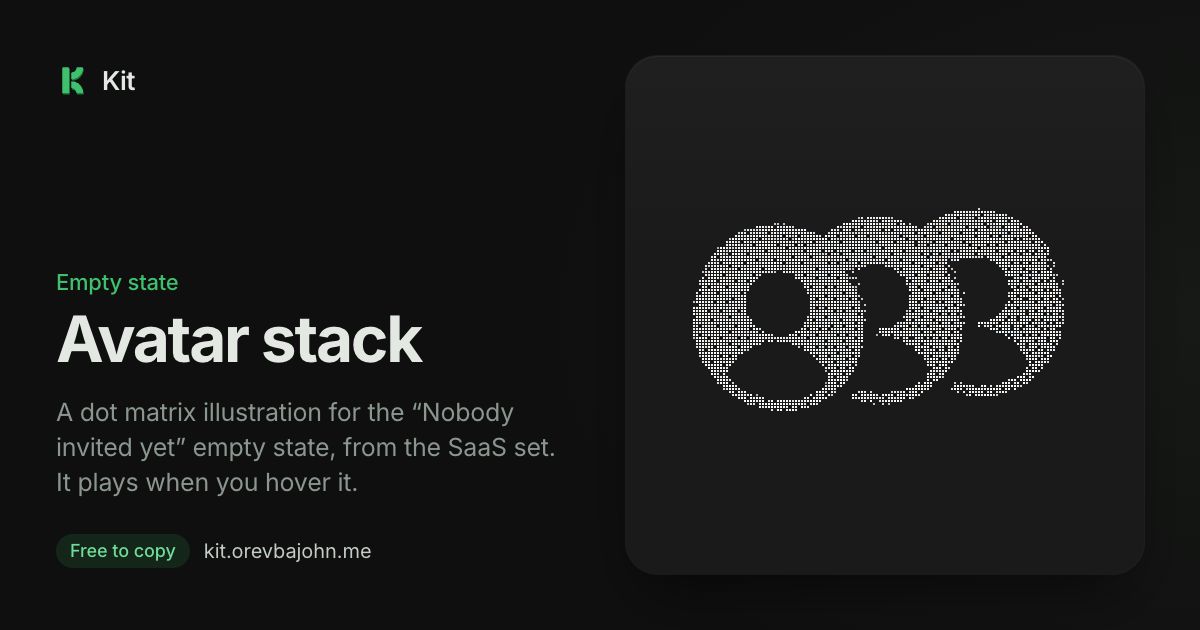 Kit
Empty state
Avatar stack
A dot matrix illustration for the “Nobody
invited yet” empty state, from the SaaS set.
It plays when you hover it.
Free to copy
kit.orevbajohn.me